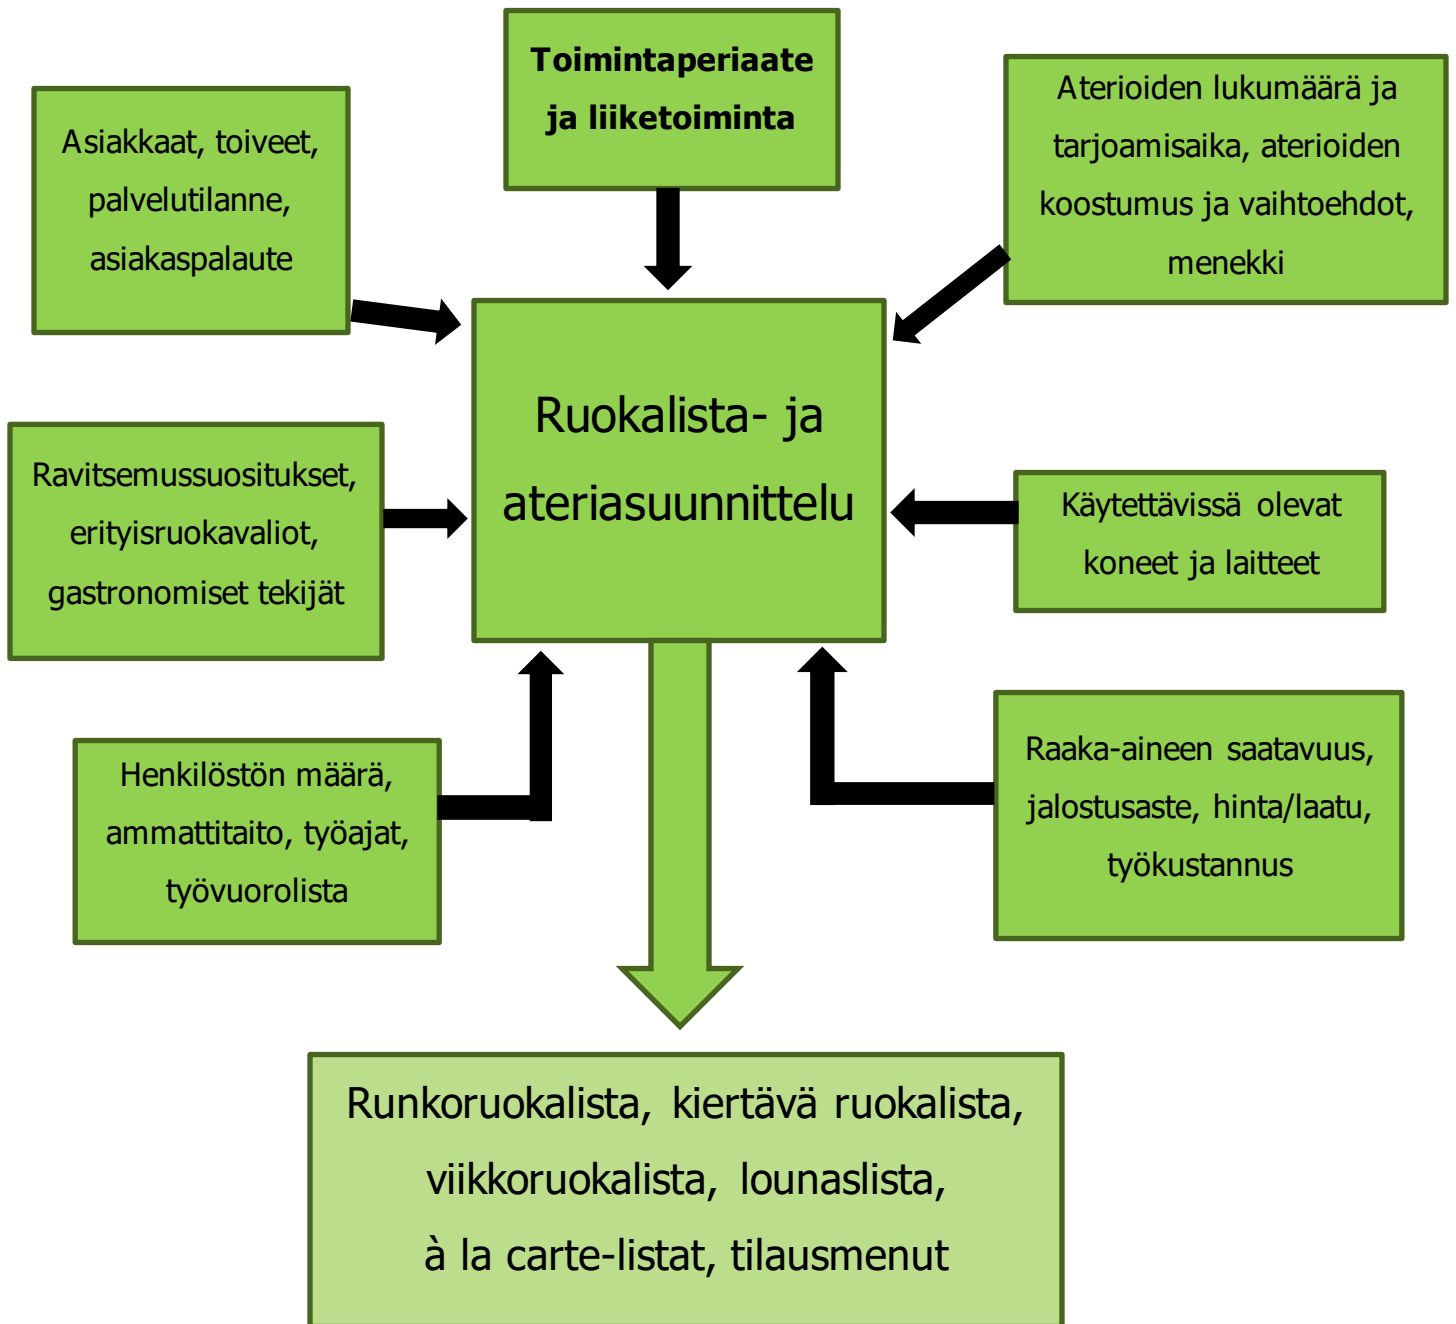 Toimintaperiaate
ja liiketoiminta
Asiakkaat, toiveet,
palvelutilanne,
asiakaspalaute
Aterioiden lukumäärä ja
tarjoamisaika, aterioiden
koostumus ja vaihtoehdot,
menekki
Ruokalista- ja
ateriasuunnittelu
Ravitsemussuositukset,
erityisruokavaliot,
gastronomiset tekijät
Käytettävissä olevat
koneet ja laitteet
Henkilöstön määrä,
ammattitaito, työajat,
työvuorolista
Raaka-aineen saatavuus,
jalostusaste, hinta/laatu,
työkustannus
Runkoruokalista, kiertävä ruokalista,
viikkoruokalista, lounaslista,
à la carte-listat, tilausmenut